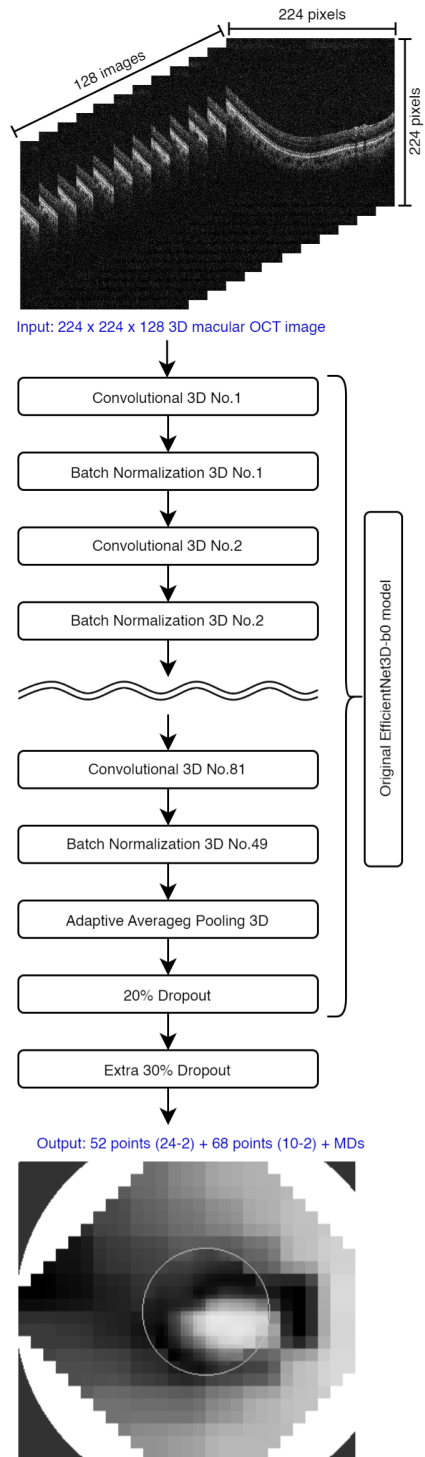 224 pixels
128 images
224 pixels
Input: 224 x 224 x 128 3D macular OCT image
Convolutional 3D No.1
Batch Normalization 3D No.1
Convolutional 3D No.2
Batch Normalization 3D No.2
Convolutional 3D No.81
Batch Normalization 3D No.49
Adaptive Averageg Pooling 3D
20% Dropout
Original EfficientNet3D-b0 model
Extra 30% Dropout
Output: 52 points (24-2) + 68 points (10-2) + MDs